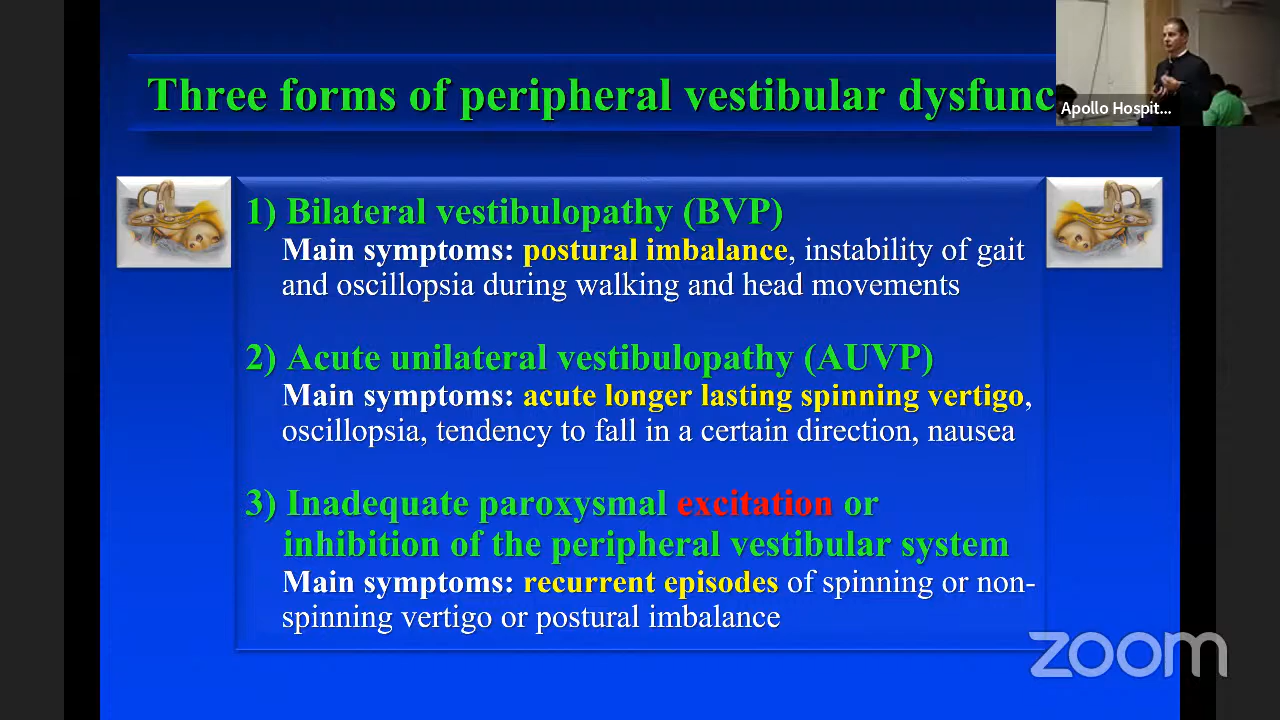 Three forms of peripheral vestibular dysfunc
Apollo Hospit...
1) Bilateral vestibulopathy (BVP)
Main symptoms: postural imbalance, instability of gait
and oscillopsia during walking and head movements
2) Acute unilateral vestibulopathy (AUVP)
Main symptoms: acute longer lasting spinning vertigo,
oscillopsia, tendency to fall in a certain direction, nausea
3) Inadequate paroxysmal excitation or
inhibition of the peripheral vestibular system
Main symptoms: recurrent episodes of spinning or non-
spinning vertigo or postural imbalance
zoom